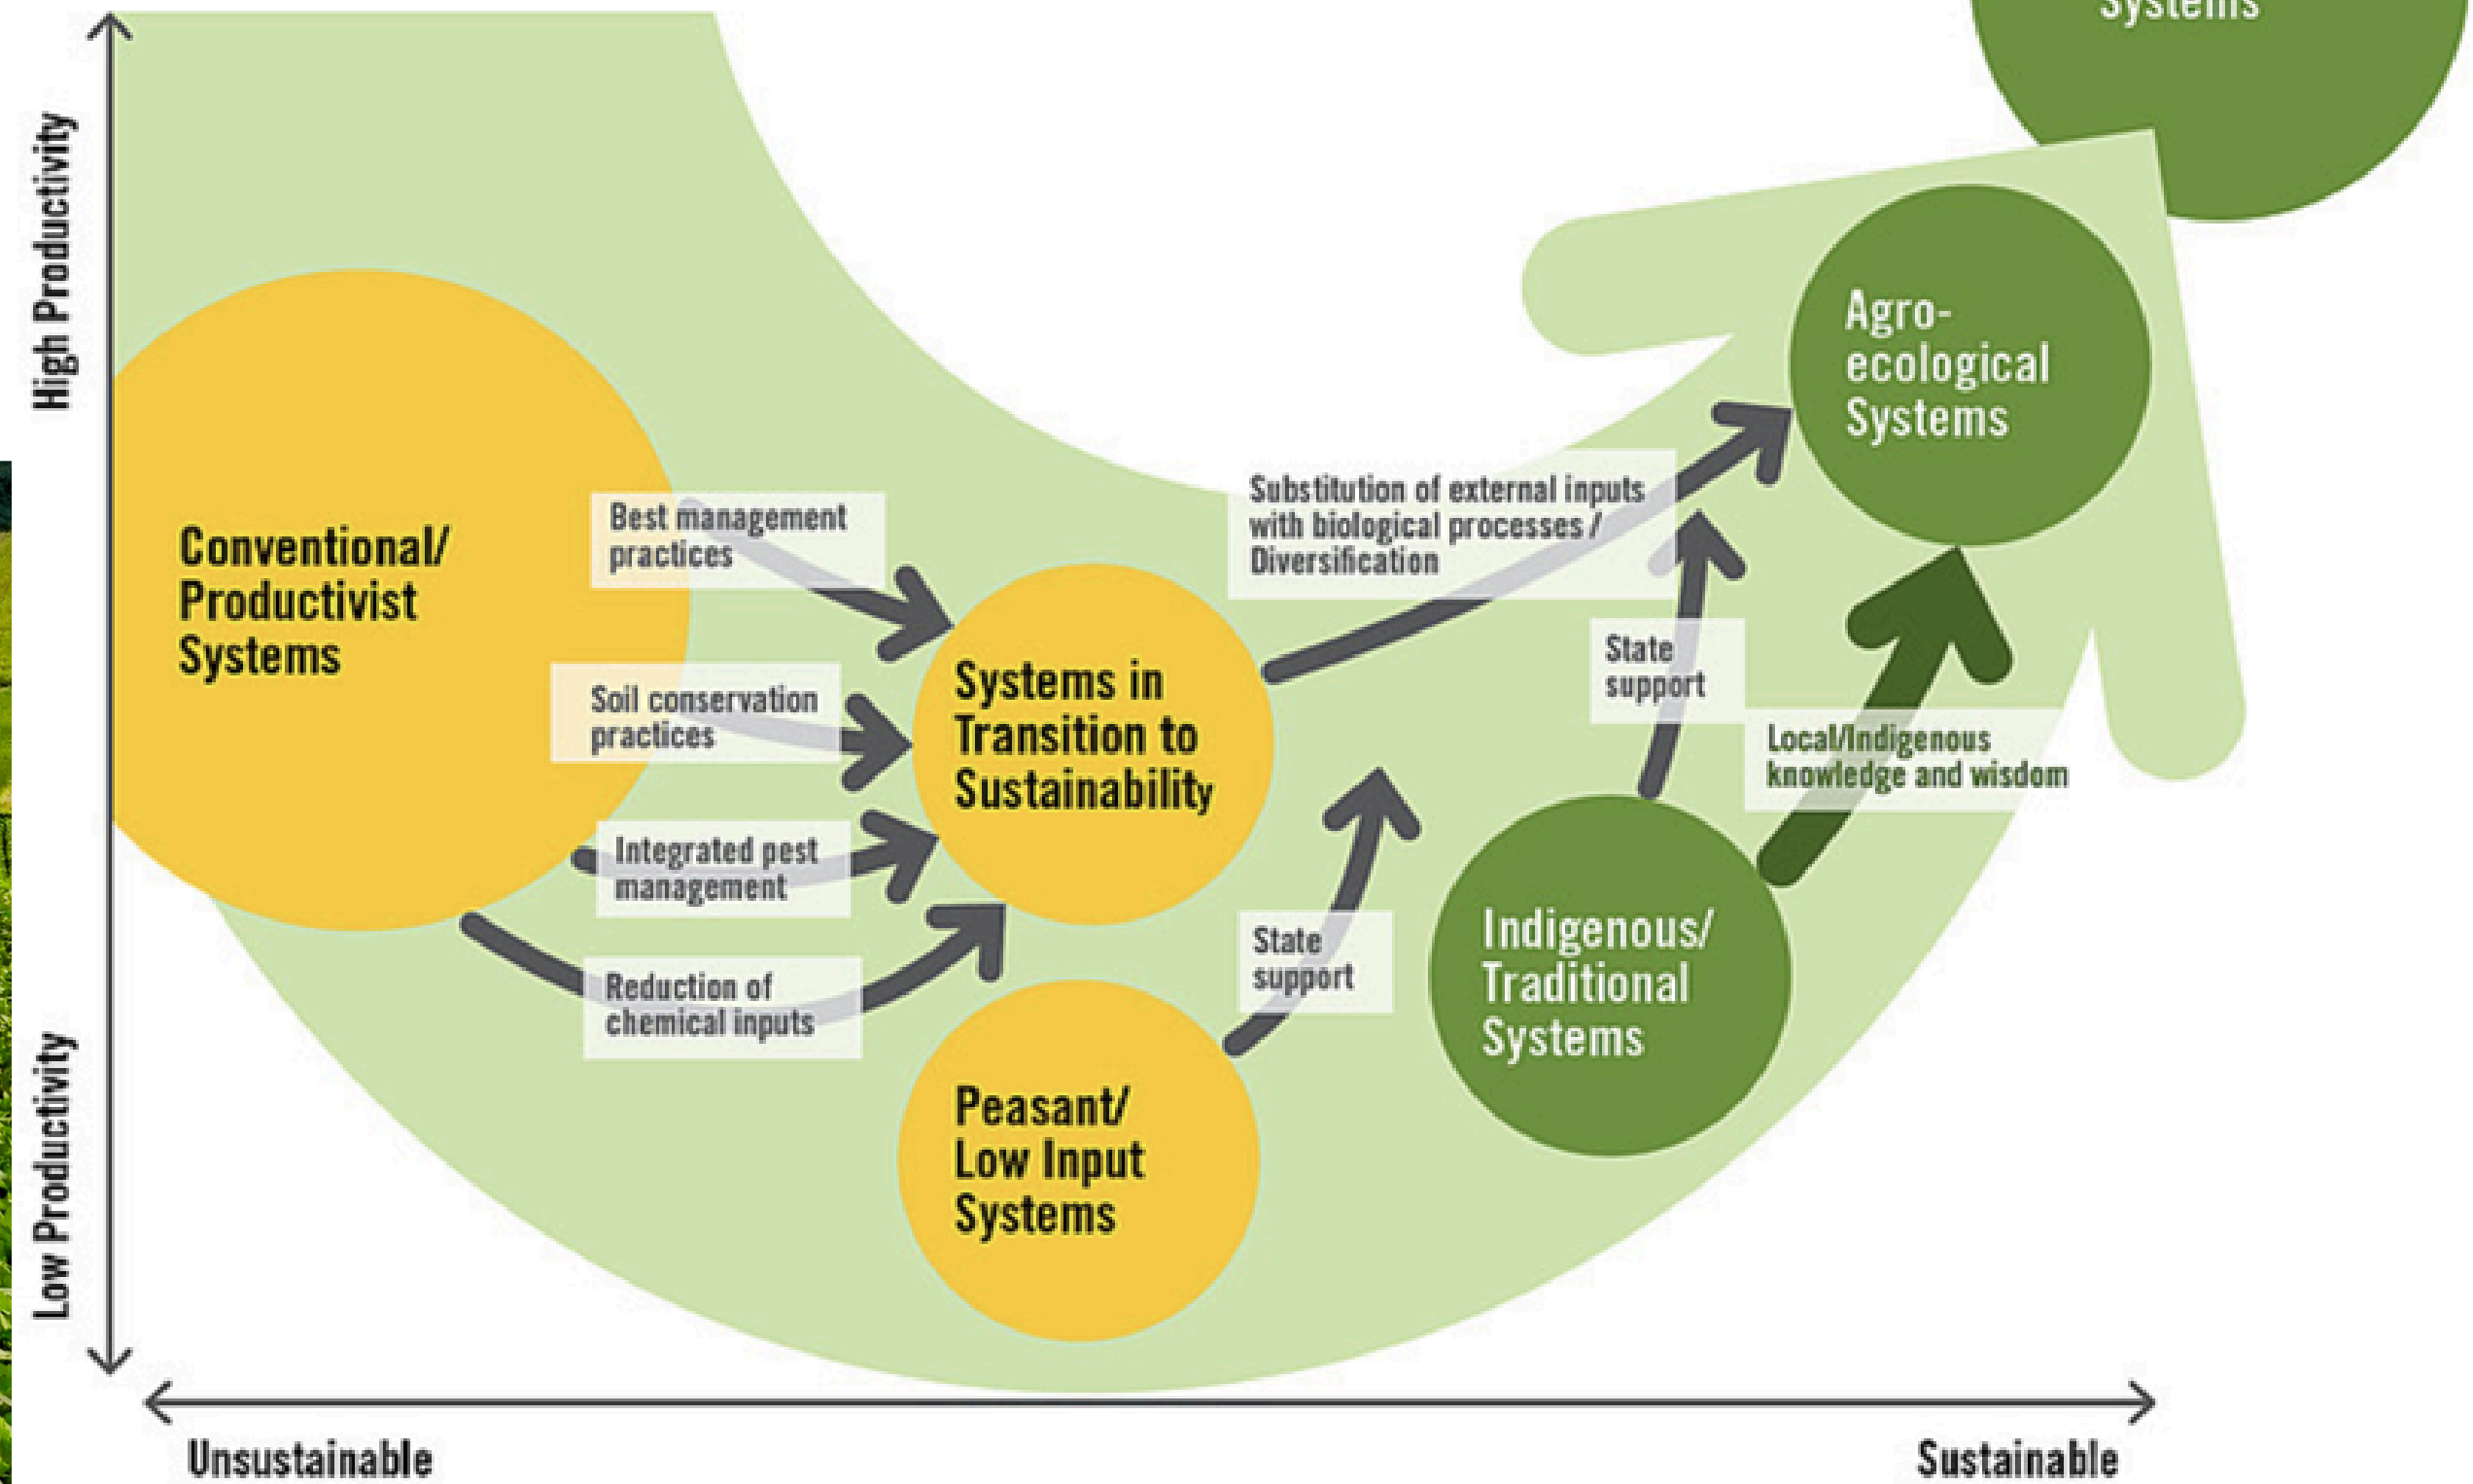 Systems
High Productivity
Agro-
ecological
Systems
Conventional/
Productivist
Systems
Best management
practices
Substitution of external inputs
with biological processes /
Diversification
Soil conservation
practices
Systems in
Transition to
Sustainability
State
support
Local/Indigenous
knowledge and wisdom
Integrated pest
management
Reduction of
chemical inputs
State
support
Indigenous/
Traditional
Systems
Peasant/
Low Input
Systems
Low Productivity
Unsustainable
Sustainable